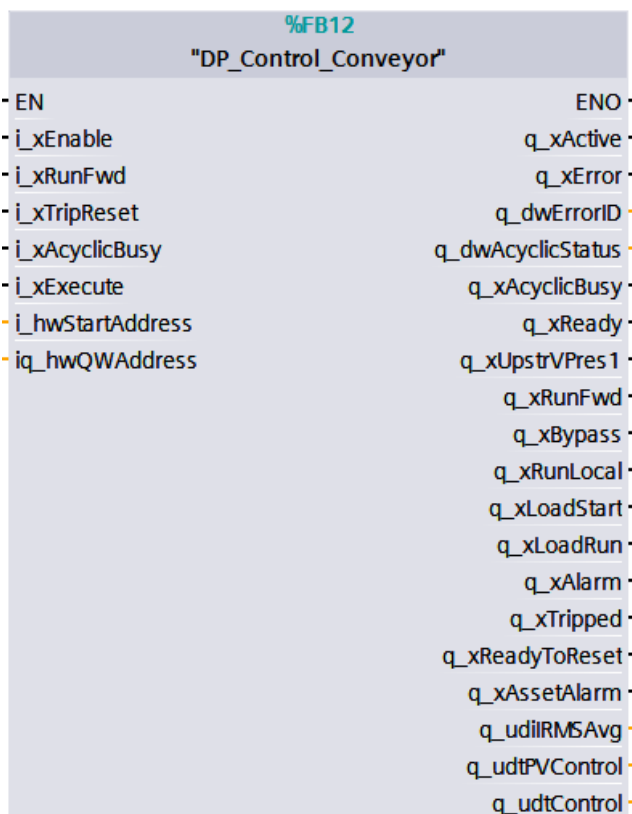 %FB12
"DP_Control_Conveyor"
EN ENO
i_xEnable q_xActive
i_xRunFwd q_xError
i_xTripReset q_dwErrorID
i_xAcyclicBusy q_dwAcyclicStatus
i_xExecute q_xAcyclicBusy
i_hwStartAddress q_xReady
iq_hwQWAddress q_xUpstrVPres1
q_xRunFwd
q_xBypass
q_xRunLocal
q_xLoadStart
q_xLoadRun
q_xAlarm
q_xTripped
q_xReadyToReset
q_xAssetAlarm
q_udiIRMSAvg
q_udtPVControl
q_udtControl